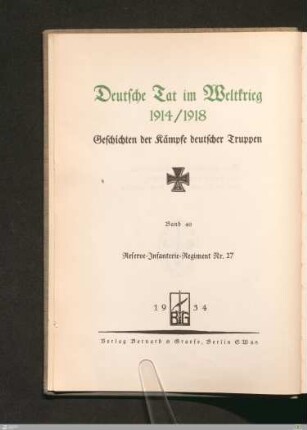 Deutsche Tat im Weltkrieg
1914/1918
Geschichten der Kämpfe deutscher Truppen
Band
Reserve-Infanterie-Regiment Nr. 27
19 BG 34
Verlag Bernard & Graefe, Berlin SW